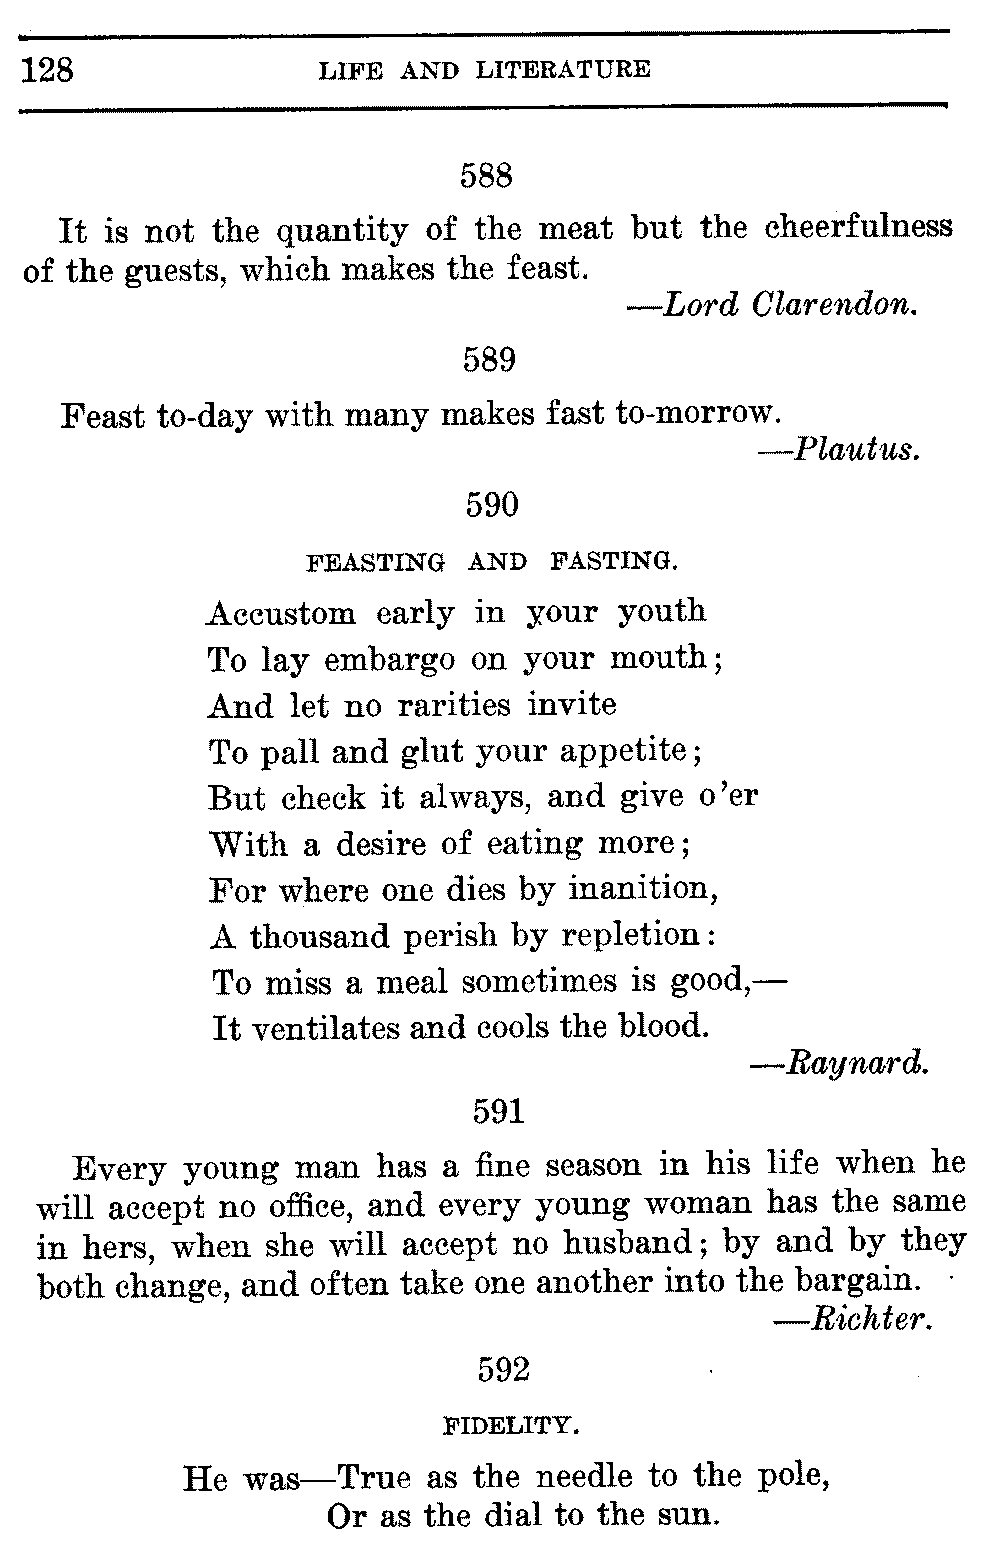 128 LIFE AND LITERATURE
588
It is not the quantity of the meat but the cheerfulness
of the guests, which makes the feast.
—Lord Clarendon.
589
Feast to-day with many makes fast to-morrow.
—Plautus.
590
FEASTING AND FASTING.
Accustom early in your youth
To lay embargo on your mouth;
And let no rarities invite
To pall and glut your appetite;
But check it always, and give o'er
With a desire of eating more;
For where one dies by inanition,
A thousand perish by repletion:
To miss a meal sometimes is good,—
It ventilates and cools the blood.
—Raynard.
591
Every young man has a fine season in his life when he
will accept no office, and every young woman has the same
in hers, when she will accept no husband; by and by they
both change, and often take one another into the bargain.
—Richter.
592
FIDELITY.
He was—True as the needle to the pole,
Or as the dial to the sun.